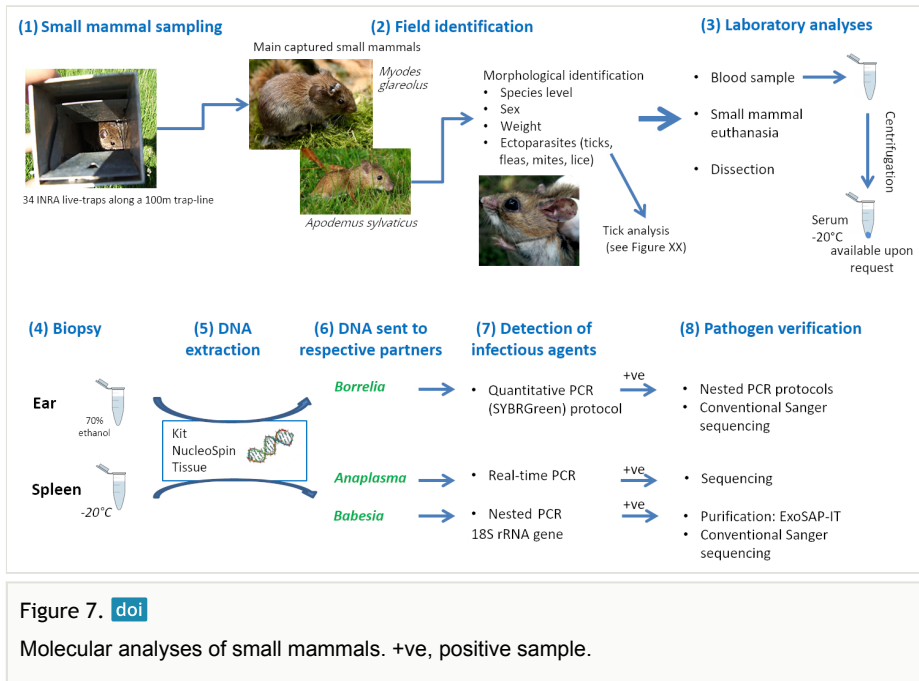 (1) Small mammal sampling
34 INRA live-traps along a 100m trap-line
(2) Field identification
Main captured small mammals
Myodes
glareolus
Apodemus sylvaticus
Morphological identification
• Species level
• Sex
• Weight
• Ectoparasites (ticks,
fleas, mites, lice)
Tick analysis
(see Figure XX)
(3) Laboratory analyses
• Blood sample
• Small mammal
euthanasia
• Dissection
Centrifugation
Serum
-20°C
available upon
request
(4) Biopsy
Ear
70%
ethanol
Spleen
-20°C
(5) DNA
extraction
Kit
NucleoSpin
Tissue
(6) DNA sent to
respective partners
Borrelia
Anaplasma
Babesia
(7) Detection of
infectious agents
• Quantitative PCR
(SYBRGreen) protocol
• Real-time PCR
• Nested PCR
18S rRNA gene
+ve
+ve
+ve
(8) Pathogen verification
• Nested PCR protocols
• Conventional Sanger
sequencing
• Sequencing
• Purification: ExoSAP-IT
• Conventional Sanger
sequencing
Figure 7. doi
Molecular analyses of small mammals. +ve, positive sample.